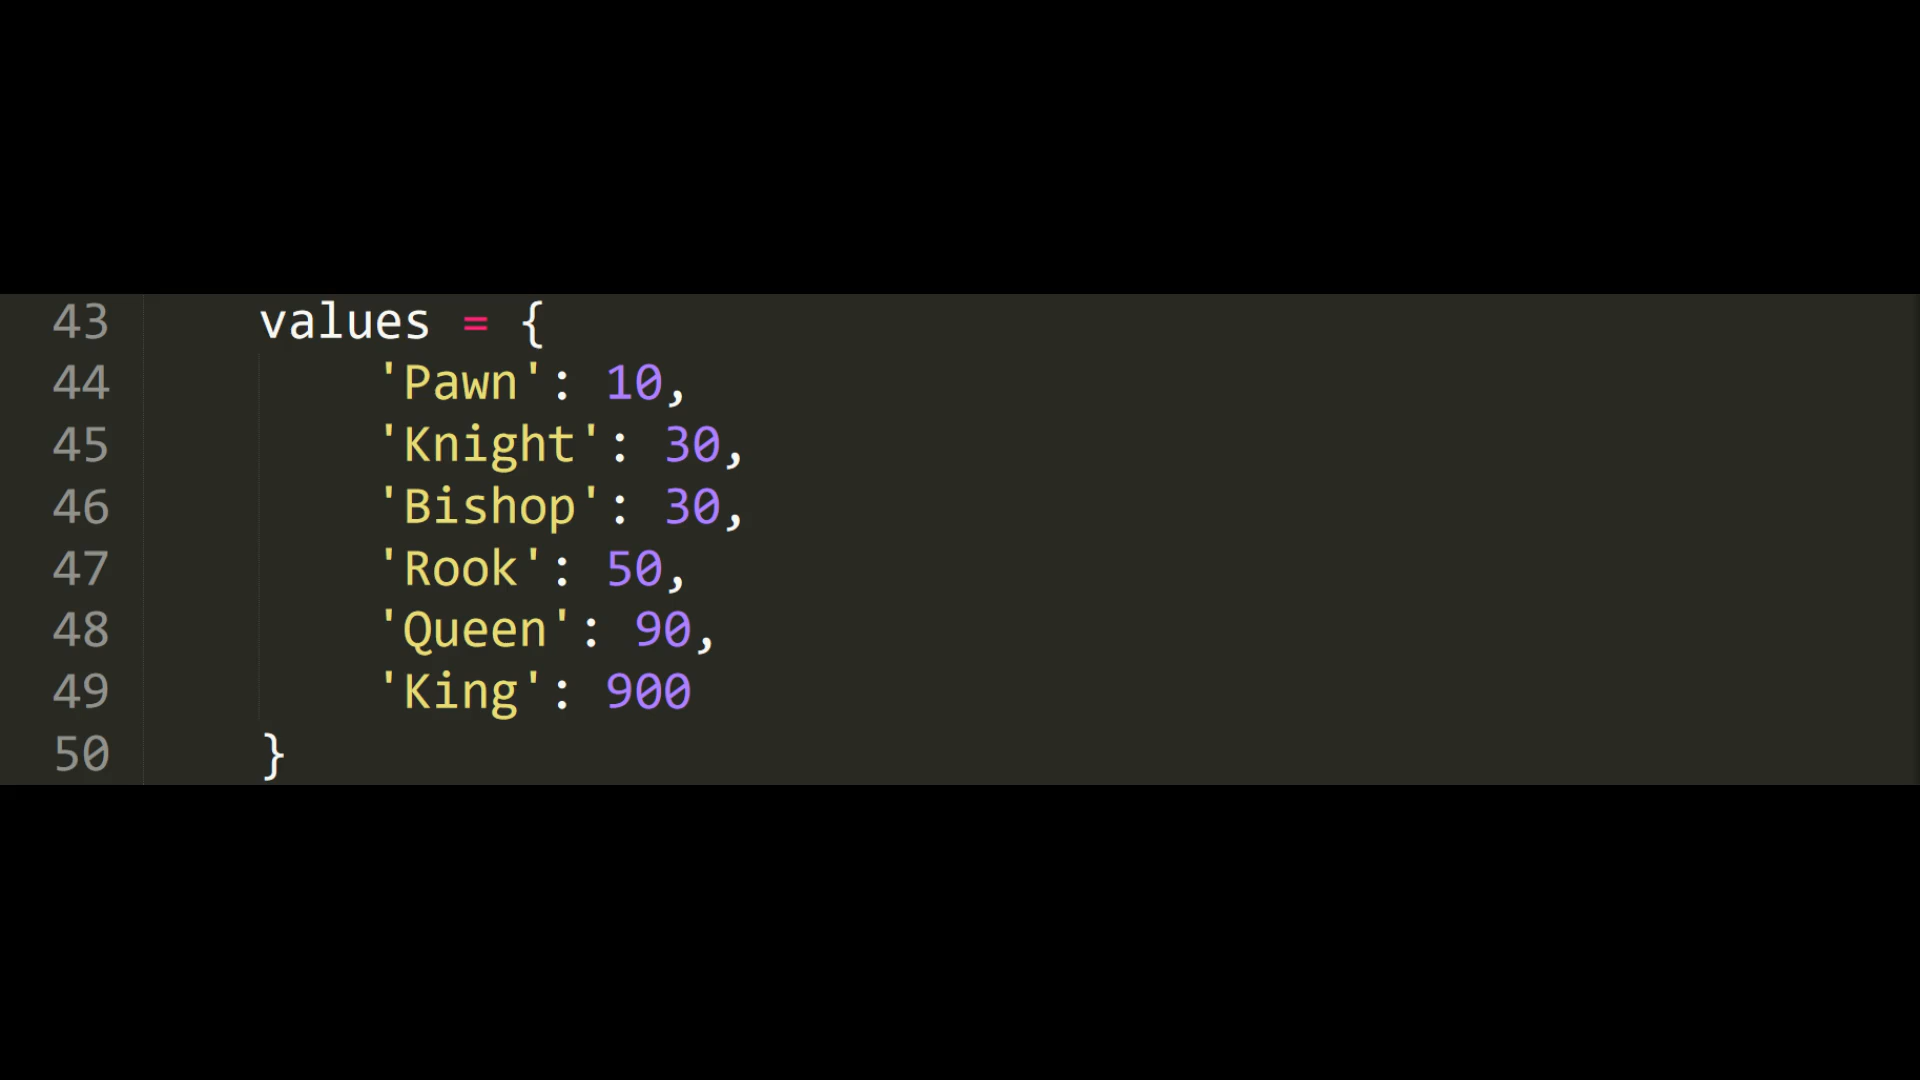 43 values = {
44 'Pawn': 10,
45 'Knight': 30,
46 'Bishop': 30,
47 'Rook': 50,
48 'Queen': 90,
49 'King': 900
50 }